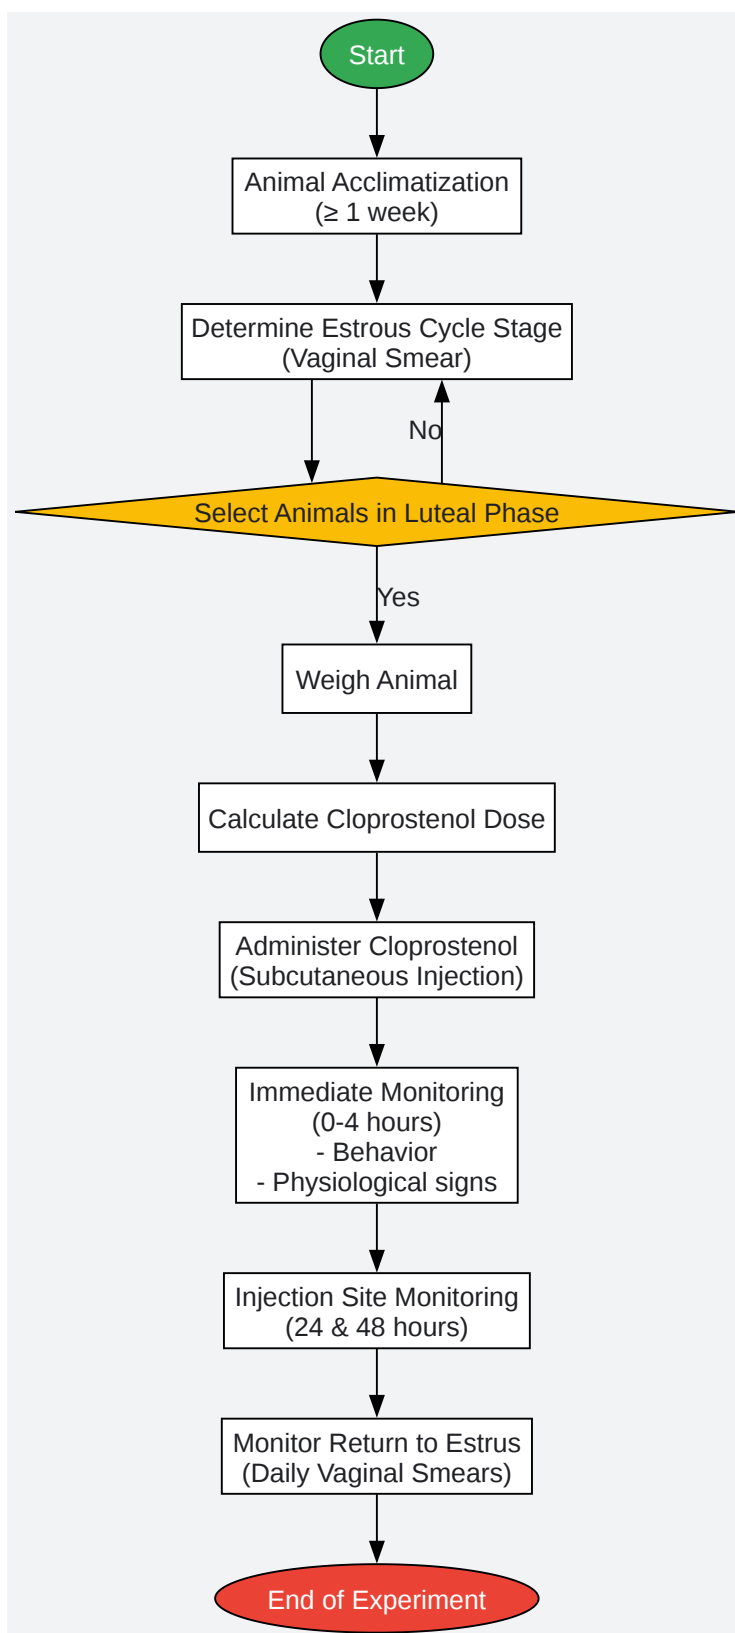 Start
Animal Acclimatization
(≥ 1 week)
Determine Estrous Cycle Stage
(Vaginal Smear)
No
Select Animals in Luteal Phase
Yes
Weigh Animal
Calculate Cloprostenol Dose
Administer Cloprostenol
(Subcutaneous Injection)
Immediate Monitoring
(0-4 hours)
- Behavior
- Physiological signs
Injection Site Monitoring
(24 & 48 hours)
Monitor Return to Estrus
(Daily Vaginal Smears)
End of Experiment